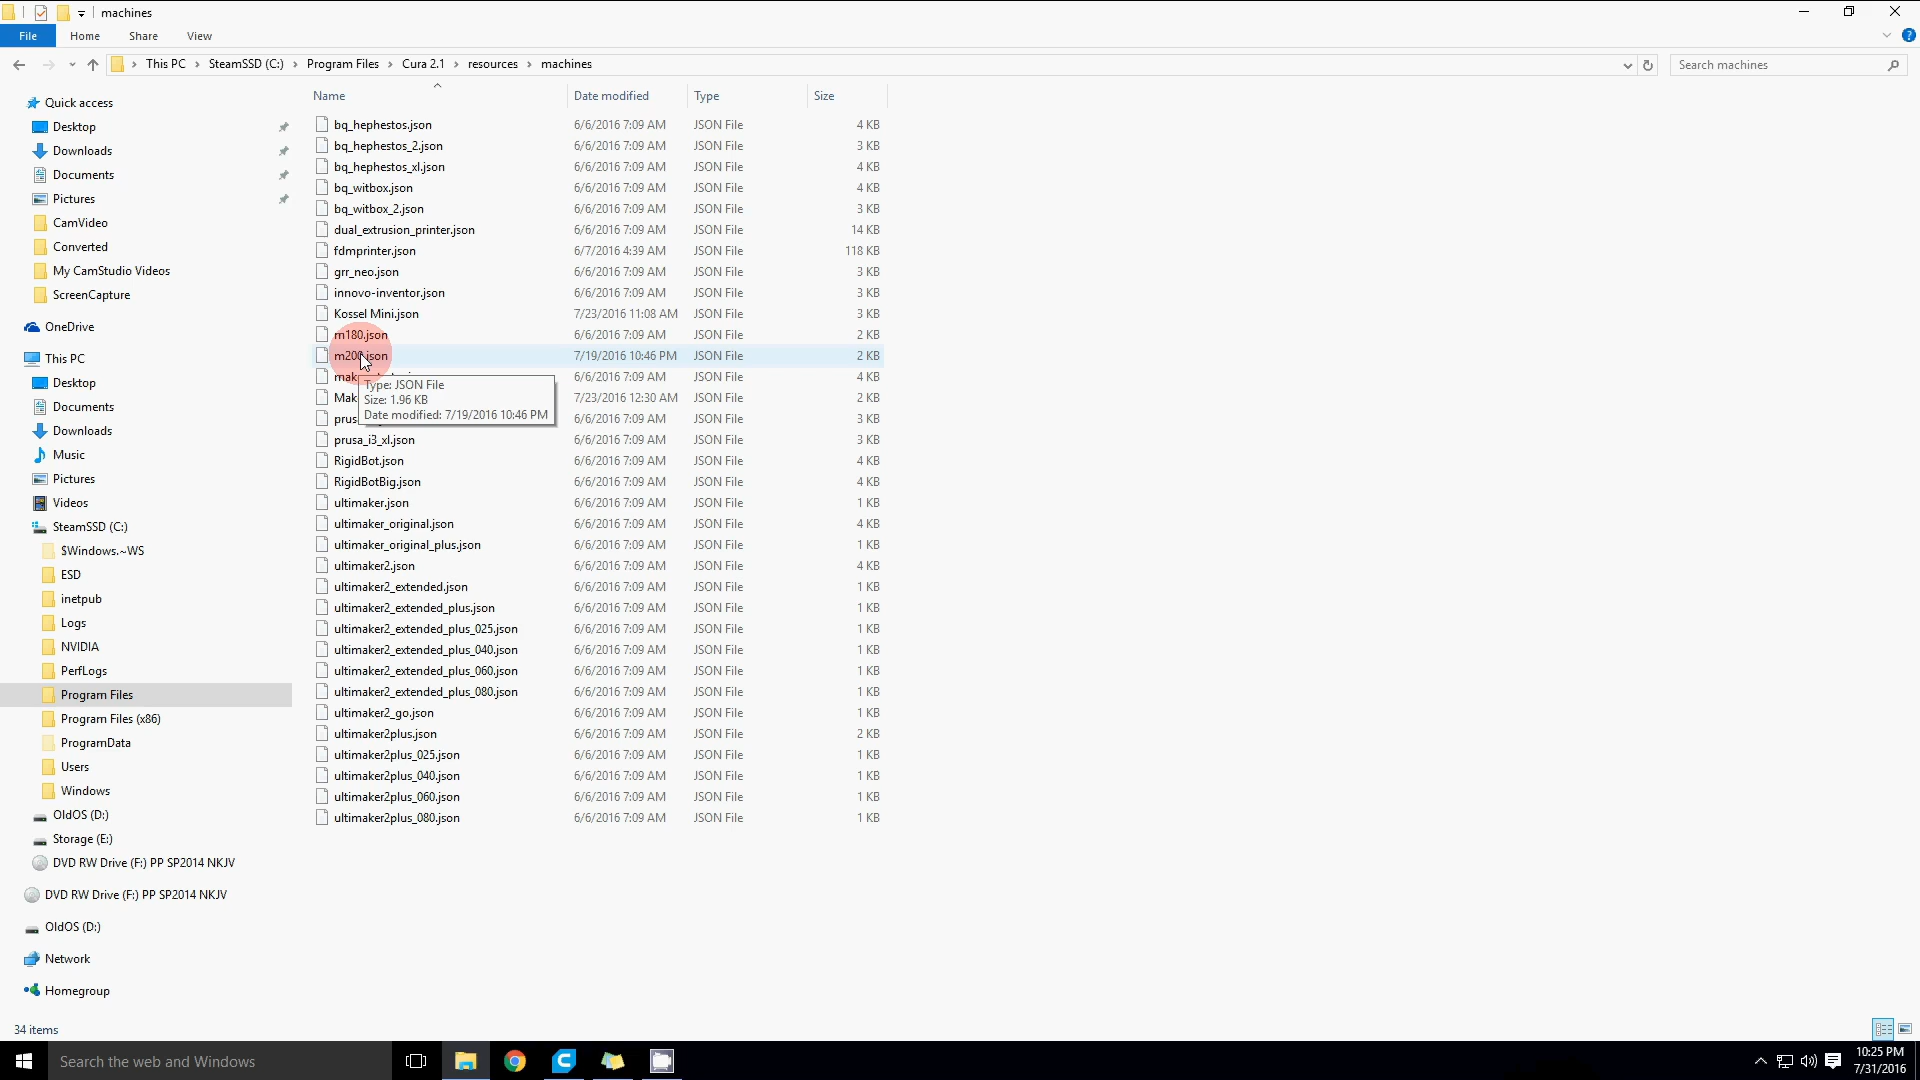 machines
File Home Share View
This PC SteamSSD (C:) Program Files Cura 2.1 resources machines
Search machines
Name Date modified Type Size
Quick access
Desktop
Downloads
Documents
Pictures
CamVideo
Converted
My CamStudio Videos
ScreenCapture
OneDrive
This PC
Desktop
Documents
Downloads
Music
Pictures
Videos
SteamSSD (C:)
$Windows.~WS
ESD
inetpub
Logs
NVIDIA
PerfLogs
Program Files
Program Files (x86)
ProgramData
Users
Windows
OldOS (D:)
Storage (E:)
DVD RW Drive (F:) PP SP2014 NKJV
DVD RW Drive (F:) PP SP2014 NKJV
OldOS (D:)
Network
Homegroup
bq_hephestos.json 6/6/2016 7:09 AM JSON File 4 KB
bq_hephestos_2.json 6/6/2016 7:09 AM JSON File 3 KB
bq_hephestos_xl.json 6/6/2016 7:09 AM JSON File 4 KB
bq_witbox.json 6/6/2016 7:09 AM JSON File 4 KB
bq_witbox_2.json 6/6/2016 7:09 AM JSON File 3 KB
dual_extrusion_printer.json 6/6/2016 7:09 AM JSON File 14 KB
fdmprinter.json 6/7/2016 4:39 AM JSON File 118 KB
grr_neo.json 6/6/2016 7:09 AM JSON File 3 KB
innovo-inventor.json 6/6/2016 7:09 AM JSON File 3 KB
Kossel Mini.json 7/23/2016 11:08 AM JSON File 3 KB
m180.json 6/6/2016 7:09 AM JSON File 2 KB
m200.json 7/19/2016 10:46 PM JSON File 2 KB
mak 6/6/2016 7:09 AM JSON File 4 KB
Type: JSON File
Size: 1.96 KB
Date modified: 7/19/2016 10:46 PM
Mak 7/23/2016 12:30 AM JSON File 2 KB
prus 6/6/2016 7:09 AM JSON File 3 KB
prusa_i3_xl.json 6/6/2016 7:09 AM JSON File 3 KB
RigidBot.json 6/6/2016 7:09 AM JSON File 4 KB
RigidBotBig.json 6/6/2016 7:09 AM JSON File 4 KB
ultimaker.json 6/6/2016 7:09 AM JSON File 1 KB
ultimaker_original.json 6/6/2016 7:09 AM JSON File 4 KB
ultimaker_original_plus.json 6/6/2016 7:09 AM JSON File 1 KB
ultimaker2.json 6/6/2016 7:09 AM JSON File 4 KB
ultimaker2_extended.json 6/6/2016 7:09 AM JSON File 1 KB
ultimaker2_extended_plus.json 6/6/2016 7:09 AM JSON File 1 KB
ultimaker2_extended_plus_025.json 6/6/2016 7:09 AM JSON File 1 KB
ultimaker2_extended_plus_040.json 6/6/2016 7:09 AM JSON File 1 KB
ultimaker2_extended_plus_060.json 6/6/2016 7:09 AM JSON File 1 KB
ultimaker2_extended_plus_080.json 6/6/2016 7:09 AM JSON File 1 KB
ultimaker2_go.json 6/6/2016 7:09 AM JSON File 1 KB
ultimaker2plus.json 6/6/2016 7:09 AM JSON File 2 KB
ultimaker2plus_025.json 6/6/2016 7:09 AM JSON File 1 KB
ultimaker2plus_040.json 6/6/2016 7:09 AM JSON File 1 KB
ultimaker2plus_060.json 6/6/2016 7:09 AM JSON File 1 KB
ultimaker2plus_080.json 6/6/2016 7:09 AM JSON File 1 KB
34 items
Search the web and Windows
10:25 PM
7/31/2016